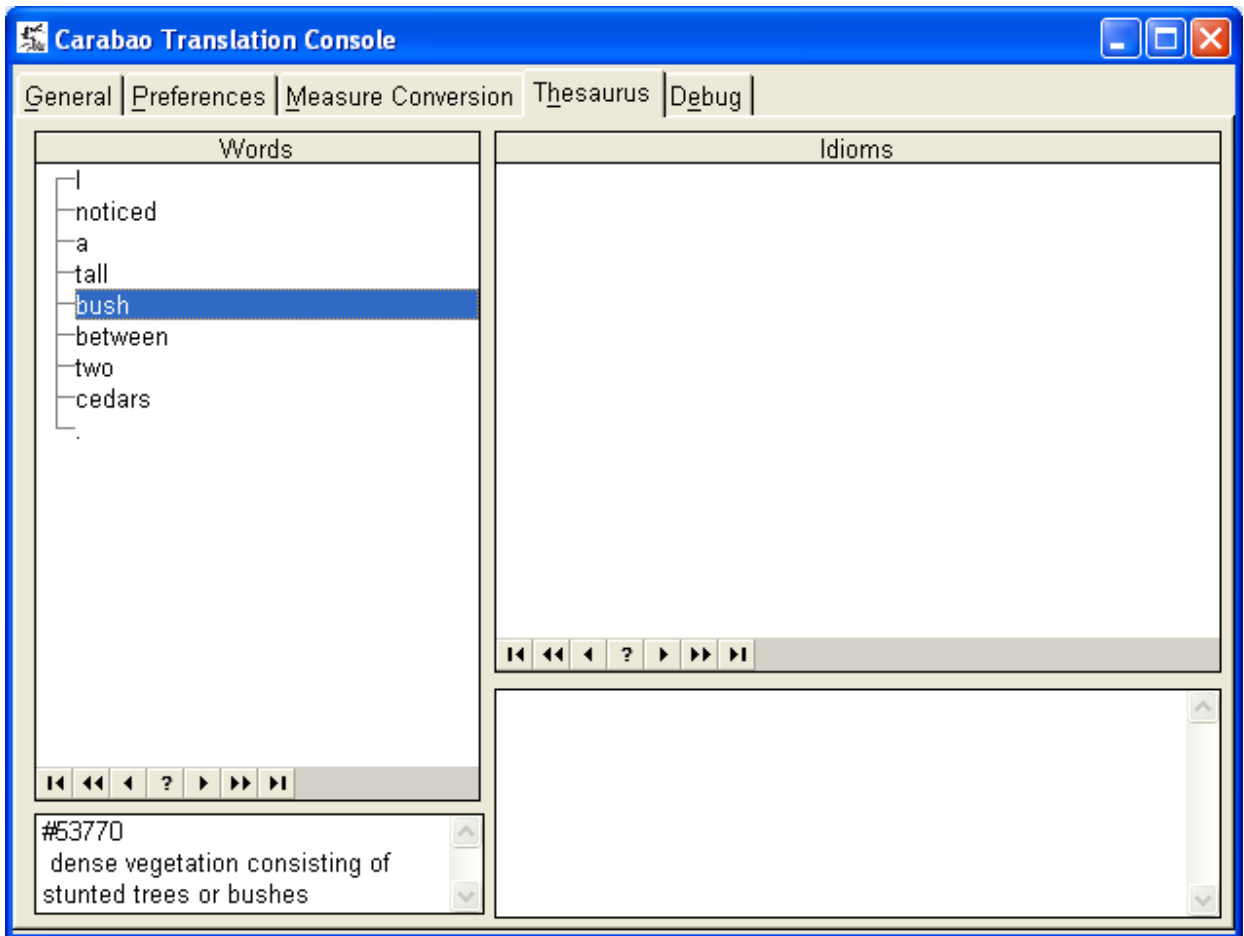 Carabao Translation Console
General Preferences Measure Conversion Thesaurus Debug
Words
I
noticed
a
tall
bush
between
two
cedars
.
Idioms
?
?
#53770
dense vegetation consisting of
stunted trees or bushes